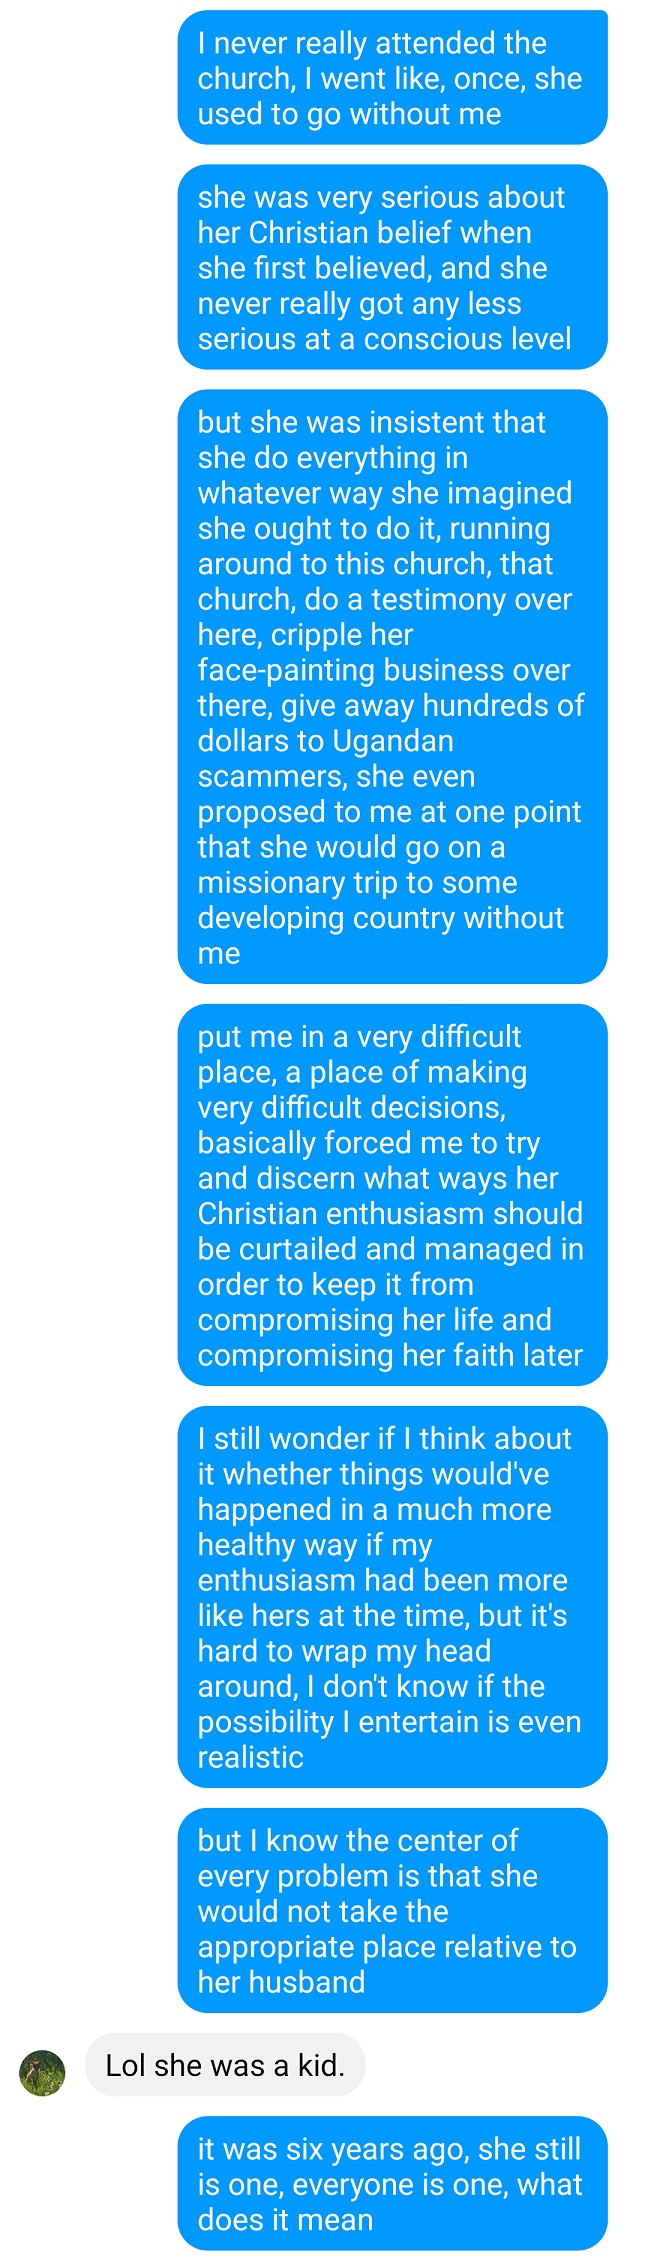 I never really attended the
church, I went like, once, she
used to go without me
she was very serious about
her Christian belief when
she first believed, and she
never really got any less
serious at a conscious level
but she was insistent that
she do everything in
whatever way she imagined
she ought to do it, running
around to this church, that
church, do a testimony over
here, cripple her
face-painting business over
there, give away hundreds of
dollars to Ugandan
scammers, she even
proposed to me at one point
that she would go on a
missionary trip to some
developing country without
me
put me in a very difficult
place, a place of making
very difficult decisions,
basically forced me to try
and discern what ways her
Christian enthusiasm should
be curtailed and managed in
order to keep it from
compromising her life and
compromising her faith later
I still wonder if I think about
it whether things would've
happened in a much more
healthy way if my
enthusiasm had been more
like hers at the time, but it's
hard to wrap my head
around, I don't know if the
possibility I entertain is even
realistic
but I know the center of
every problem is that she
would not take the
appropriate place relative to
her husband
Lol she was a kid.
it was six years ago, she still
is one, everyone is one, what
does it mean